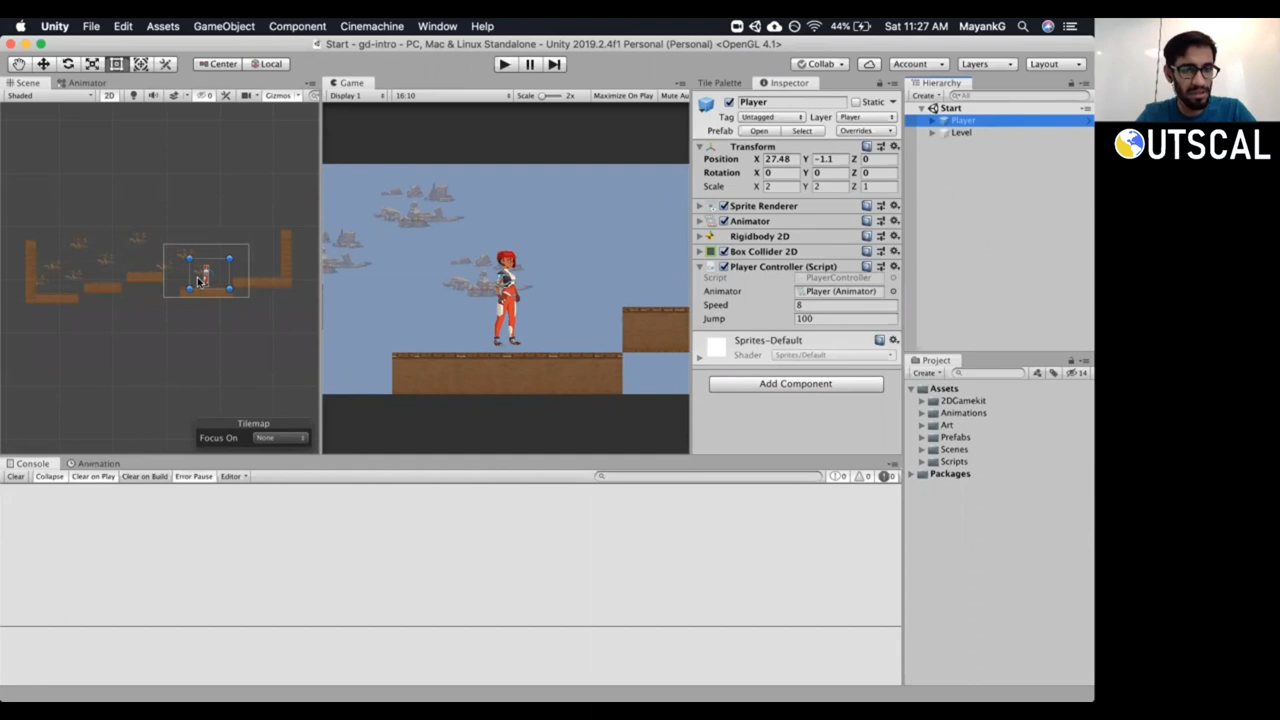 Unity File Edit Assets GameObject Component Cinemachine Window Help 44% Sat 11:27 AM MayankG
Start - gd-intro - PC, Mac & Linux Standalone - Unity 2019.2.4f1 Personal (Personal) <OpenGL 4.1>
Center Local Collab Account Layers Layout
Scene Animator Game Tile Palette Inspector Hierarchy
Shaded 2D 0 Gizmos Display 1 16:10 Scale 2x Maximize On Play Mute Au
Create All
Player Static
Start
Tag Untagged Layer Player
Player
Prefab Open Select Overrides
Level
Transform
Position X 27.48 Y -1.1 Z 0
Rotation X 0 Y 0 Z 0
Scale X 2 Y 2 Z 1
Sprite Renderer
Animator
Rigidbody 2D
Box Collider 2D
Player Controller (Script)
Script PlayerController
Animator Player (Animator)
Speed 8
Jump 100
Sprites-Default
Shader Sprites/Default
Add Component
Project
Create 14
Assets
2DGamekit
Animations
Art
Prefabs
Scenes
Scripts
Packages
Tilemap
Focus On None
Console Animation
Clear Collapse Clear on Play Clear on Build Error Pause Editor 0 0
OUTSCAL